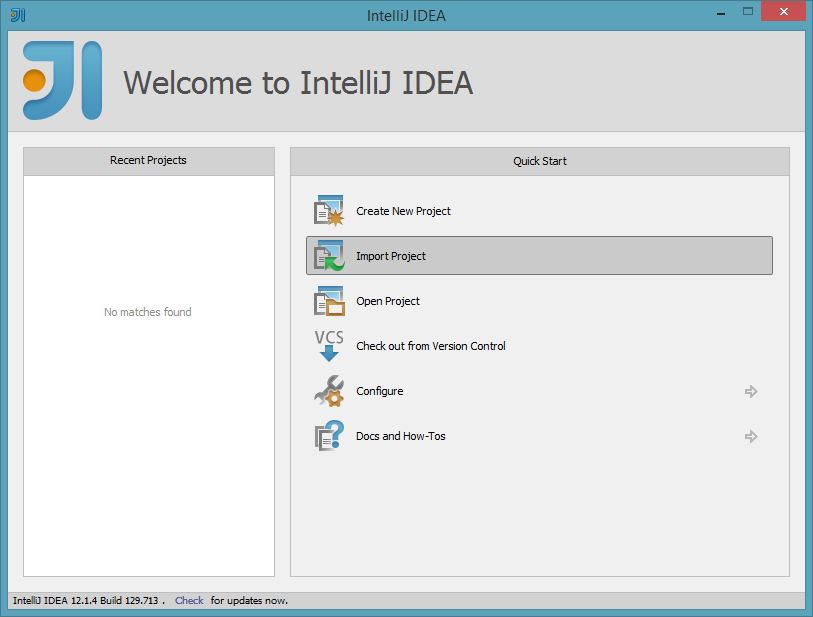 IntelliJ IDEA
Welcome to IntelliJ IDEA
Recent Projects
No matches found
Quick Start
Create New Project
Import Project
Open Project
VCS
Check out from Version Control
Configure
Docs and How-Tos
IntelliJ IDEA 12.1.4 Build 129.713 . Check for updates now.